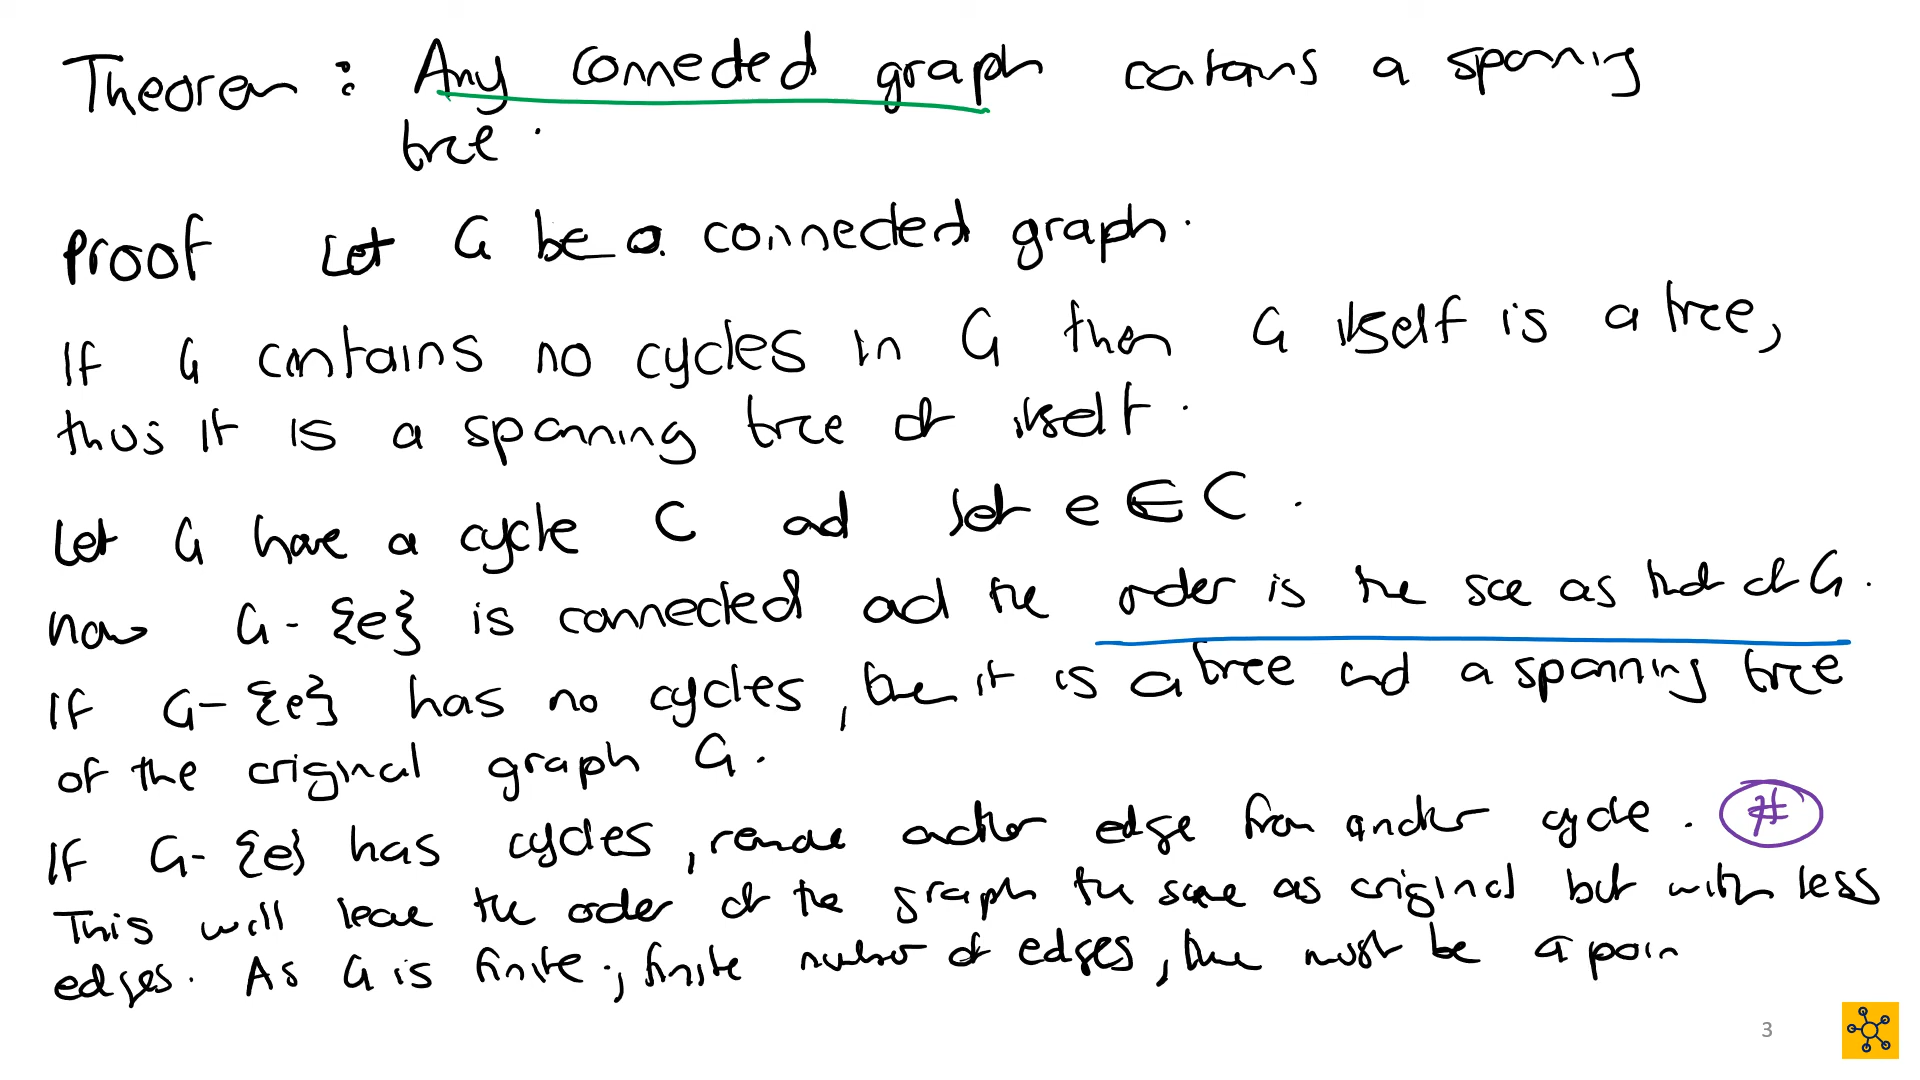 Theorem : Any connected graph contains a spanning
tree.
Proof Let G be a connected graph.
If G contains no cycles in G then G itself is a tree,
thus it is a spanning tree of itself.
Let G have a cycle C and let e ∈ C.
Now G - {e} is connected and the order is the same as that of G.
If G - {e} has no cycles, then it is a tree and a spanning tree
of the original graph G.
If G - {e} has cycles, remove another edge from another cycle. #
This will leave the order of the graph the same as original but with less
edges. As G is finite, finite number of edges, there must be a poin
3